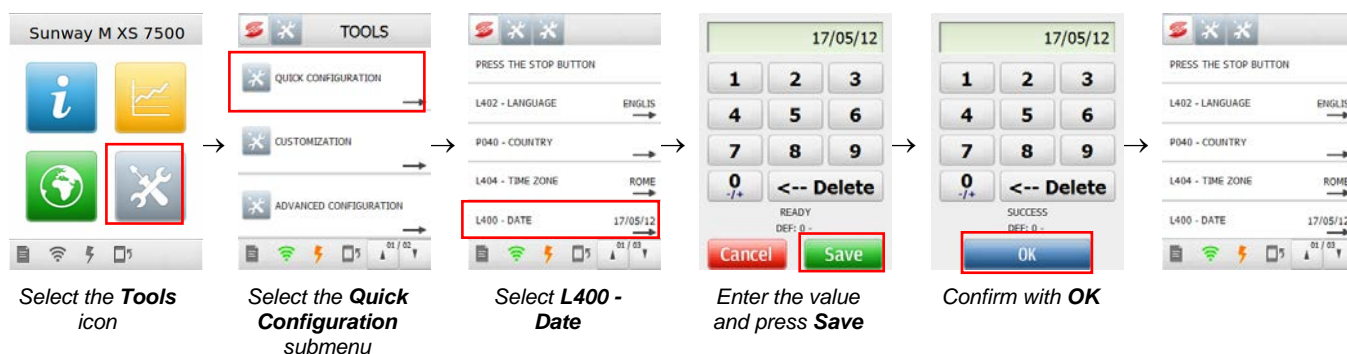 Sunway M XS 7500
Select the Tools
icon
→
TOOLS
QUICK CONFIGURATION
CUSTOMIZATION
ADVANCED CONFIGURATION
01 / 02
Select the Quick
Configuration
submenu
→
PRESS THE STOP BUTTON
L402 - LANGUAGE ENGLIS
P040 - COUNTRY
L404 - TIME ZONE ROME
L400 - DATE 17/05/12
01 / 03
Select L400 -
Date
→
17/05/12
1 2 3
4 5 6
7 8 9
0 -/+ <-- Delete
READY
DEF: 0 -
Cancel Save
Enter the value
and press Save
→
17/05/12
1 2 3
4 5 6
7 8 9
0 -/+ <-- Delete
SUCCESS
DEF: 0 -
OK
Confirm with OK
→
PRESS THE STOP BUTTON
L402 - LANGUAGE ENGLIS
P040 - COUNTRY
L404 - TIME ZONE ROME
L400 - DATE 17/05/12
01 / 03